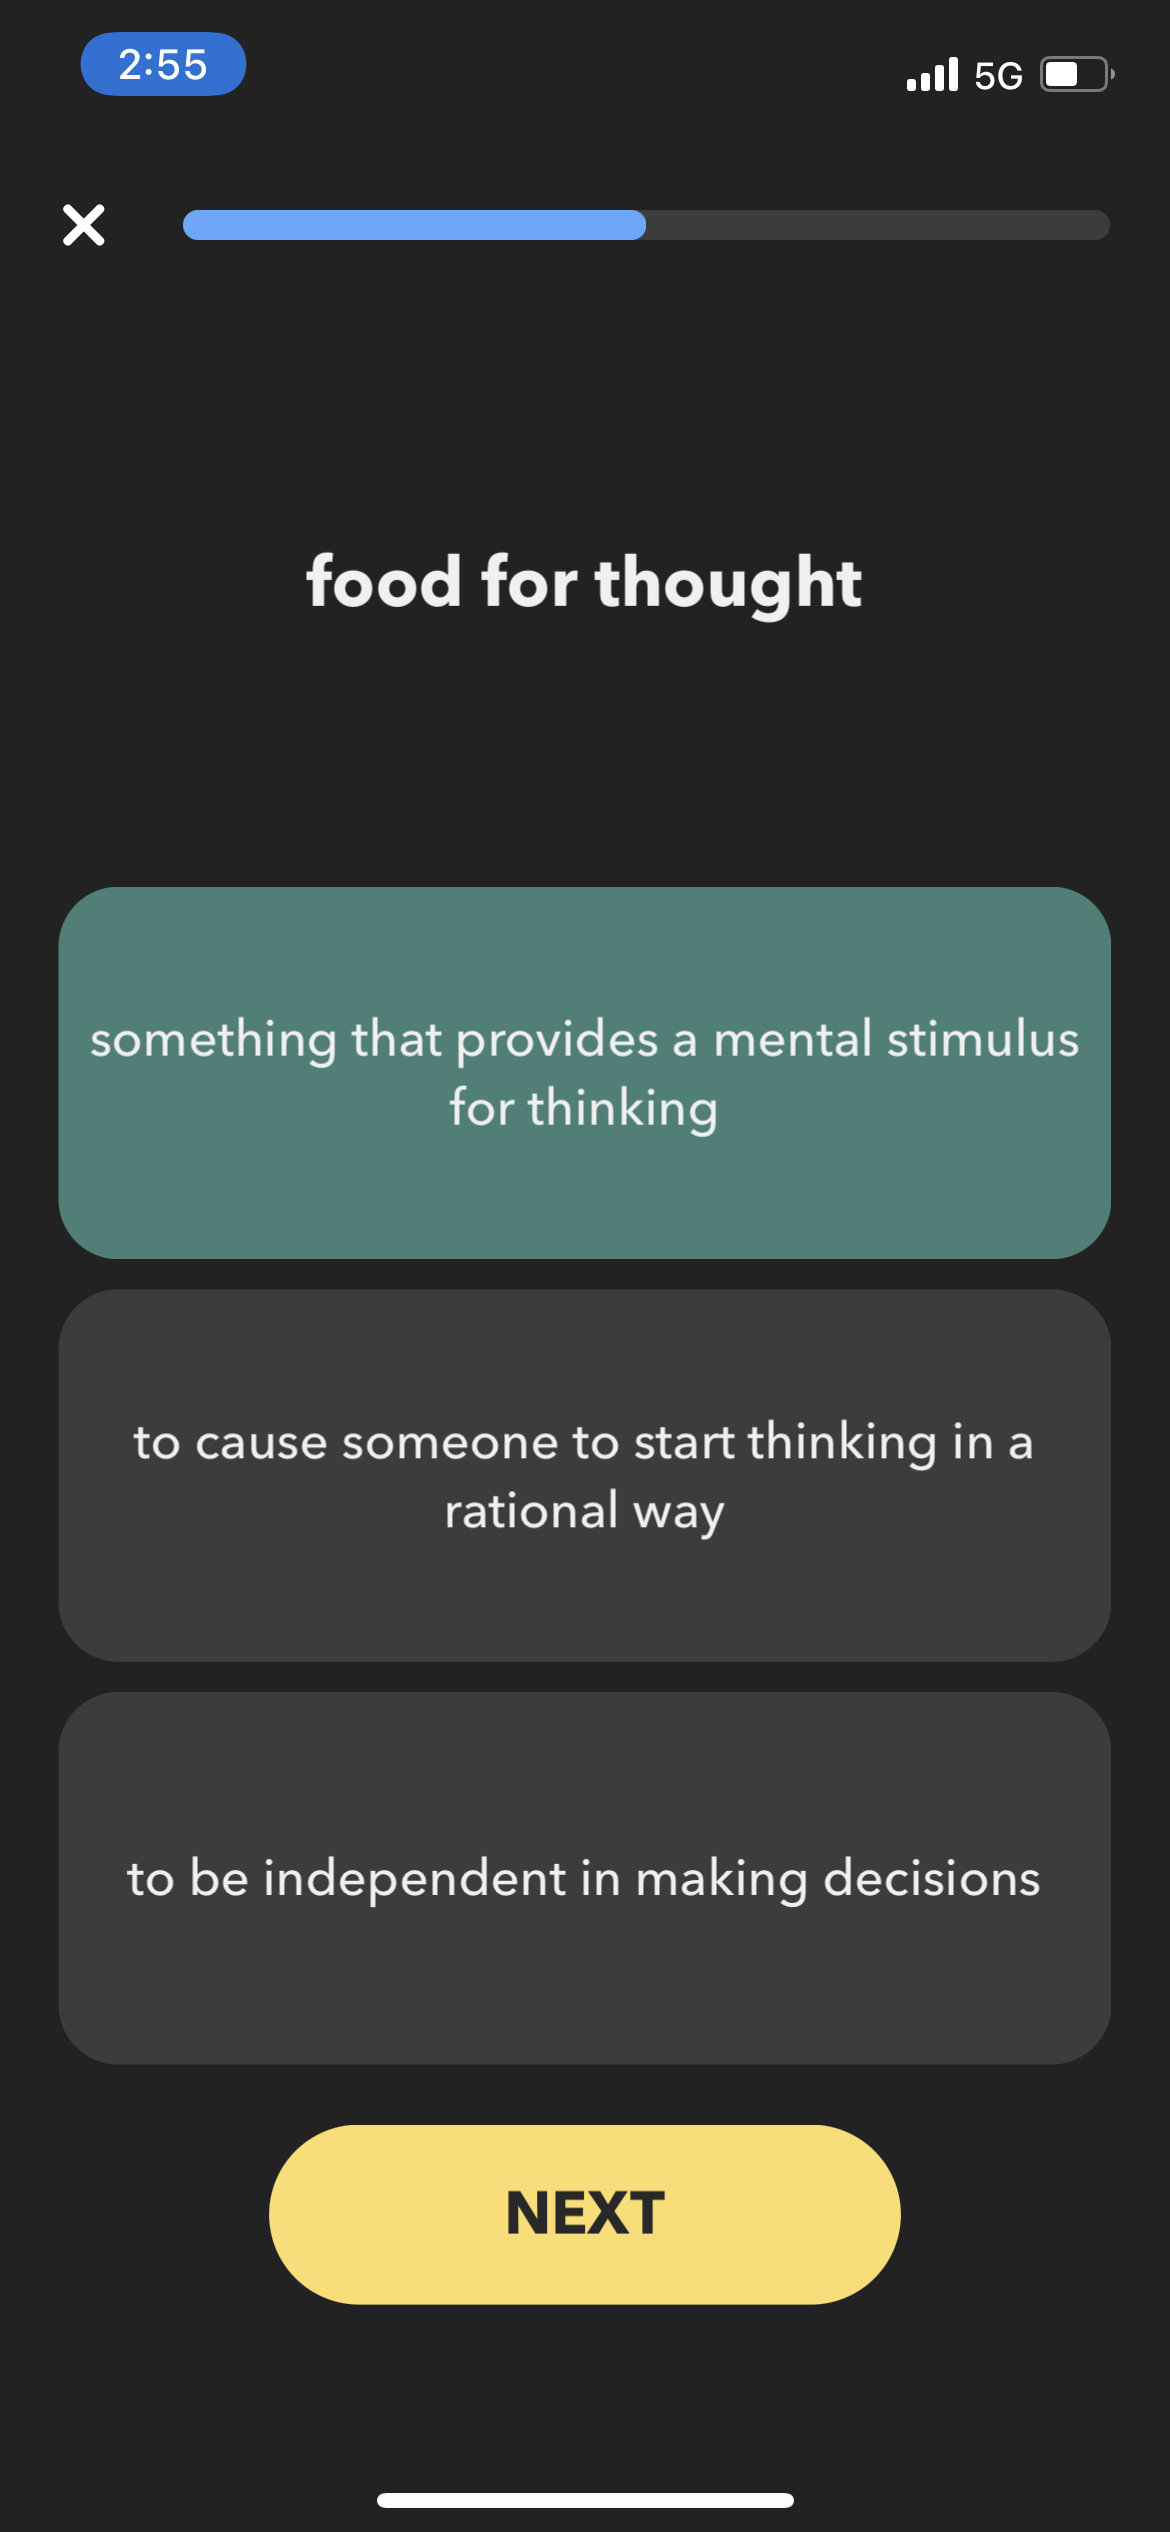 2:55
5G
food for thought
something that provides a mental stimulus
for thinking
to cause someone to start thinking in a
rational way
to be independent in making decisions
NEXT